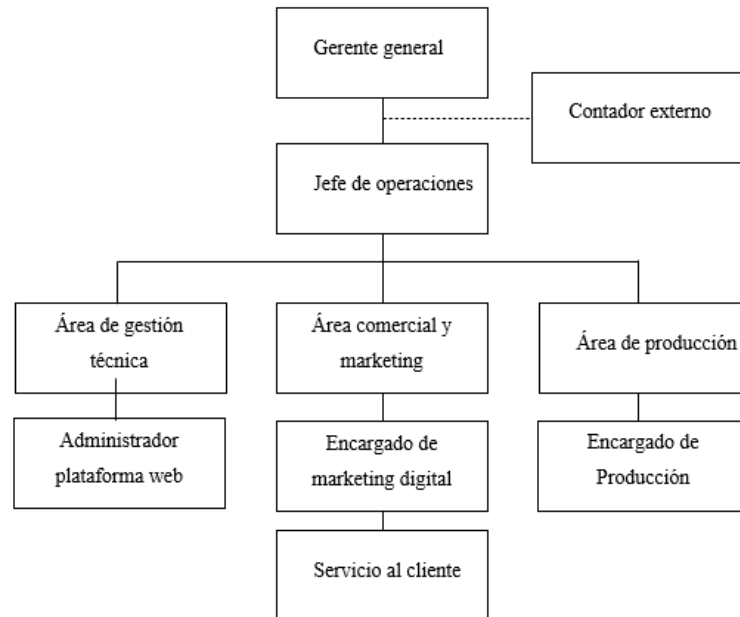 Gerente general
Contador externo
Jefe de operaciones
Área de gestión
técnica
Área comercial y
marketing
Área de producción
Administrador
plataforma web
Encargado de
marketing digital
Encargado de
Producción
Servicio al cliente